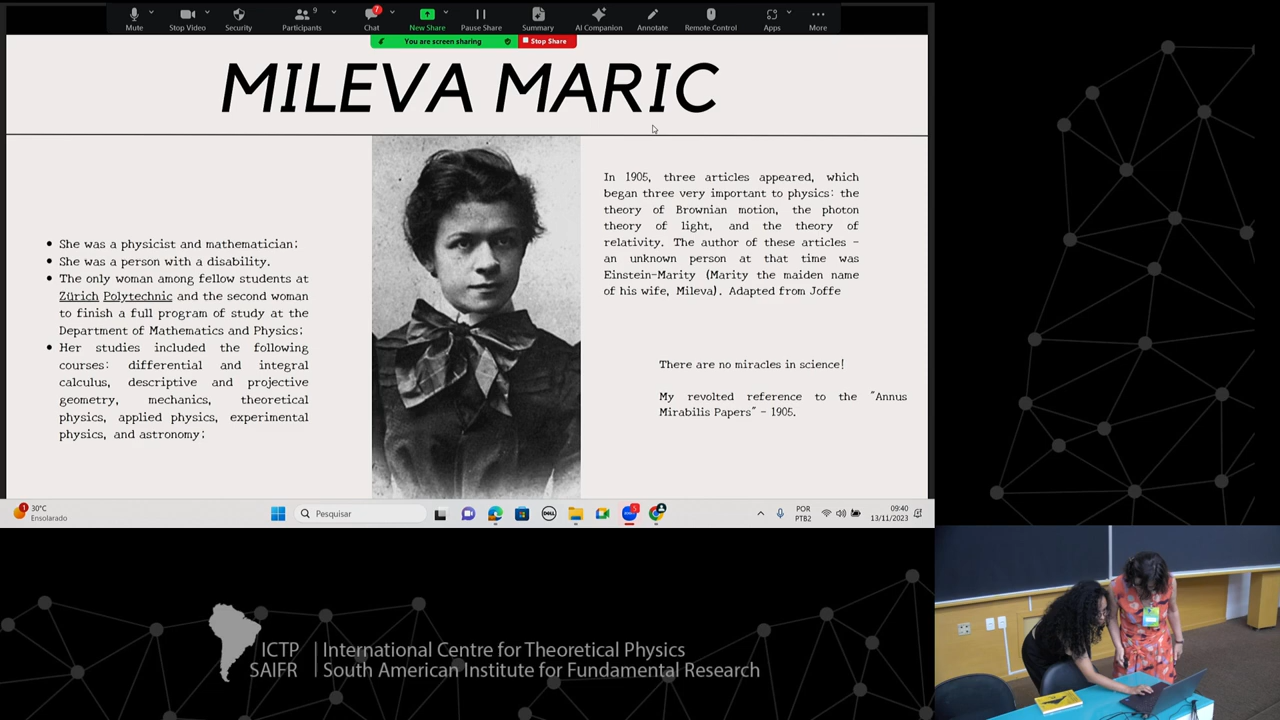 9
7
Mute
Stop Video
Security
Participants
Chat
New Share
Pause Share
Summary
AI Companion
Annotate
Remote Control
Apps
More
You are screen sharing
Stop Share
MILEVA MARIC
She was a physicist and mathematician;
She was a person with a disability.
The only woman among fellow students at
Zürich Polytechnic and the second woman
to finish a full program of study at the
Department of Mathematics and Physics;
Her studies included the following
courses: differential and integral
calculus, descriptive and projective
geometry, mechanics, theoretical
physics, applied physics, experimental
physics, and astronomy;
In 1905, three articles appeared, which
began three very important to physics: the
theory of Brownian motion, the photon
theory of light, and the theory of
relativity. The author of these articles -
an unknown person at that time was
Einstein-Marity (Marity the maiden name
of his wife, Mileva). Adapted from Joffe
There are no miracles in science!
My revolted reference to the "Annus
Mirabilis Papers" - 1905.
1
30°C
Ensolarado
Pesquisar
DELL
5
POR
PTB2
09:40
13/11/2023
ICTP
SAIFR
International Centre for Theoretical Physics
South American Institute for Fundamental Research